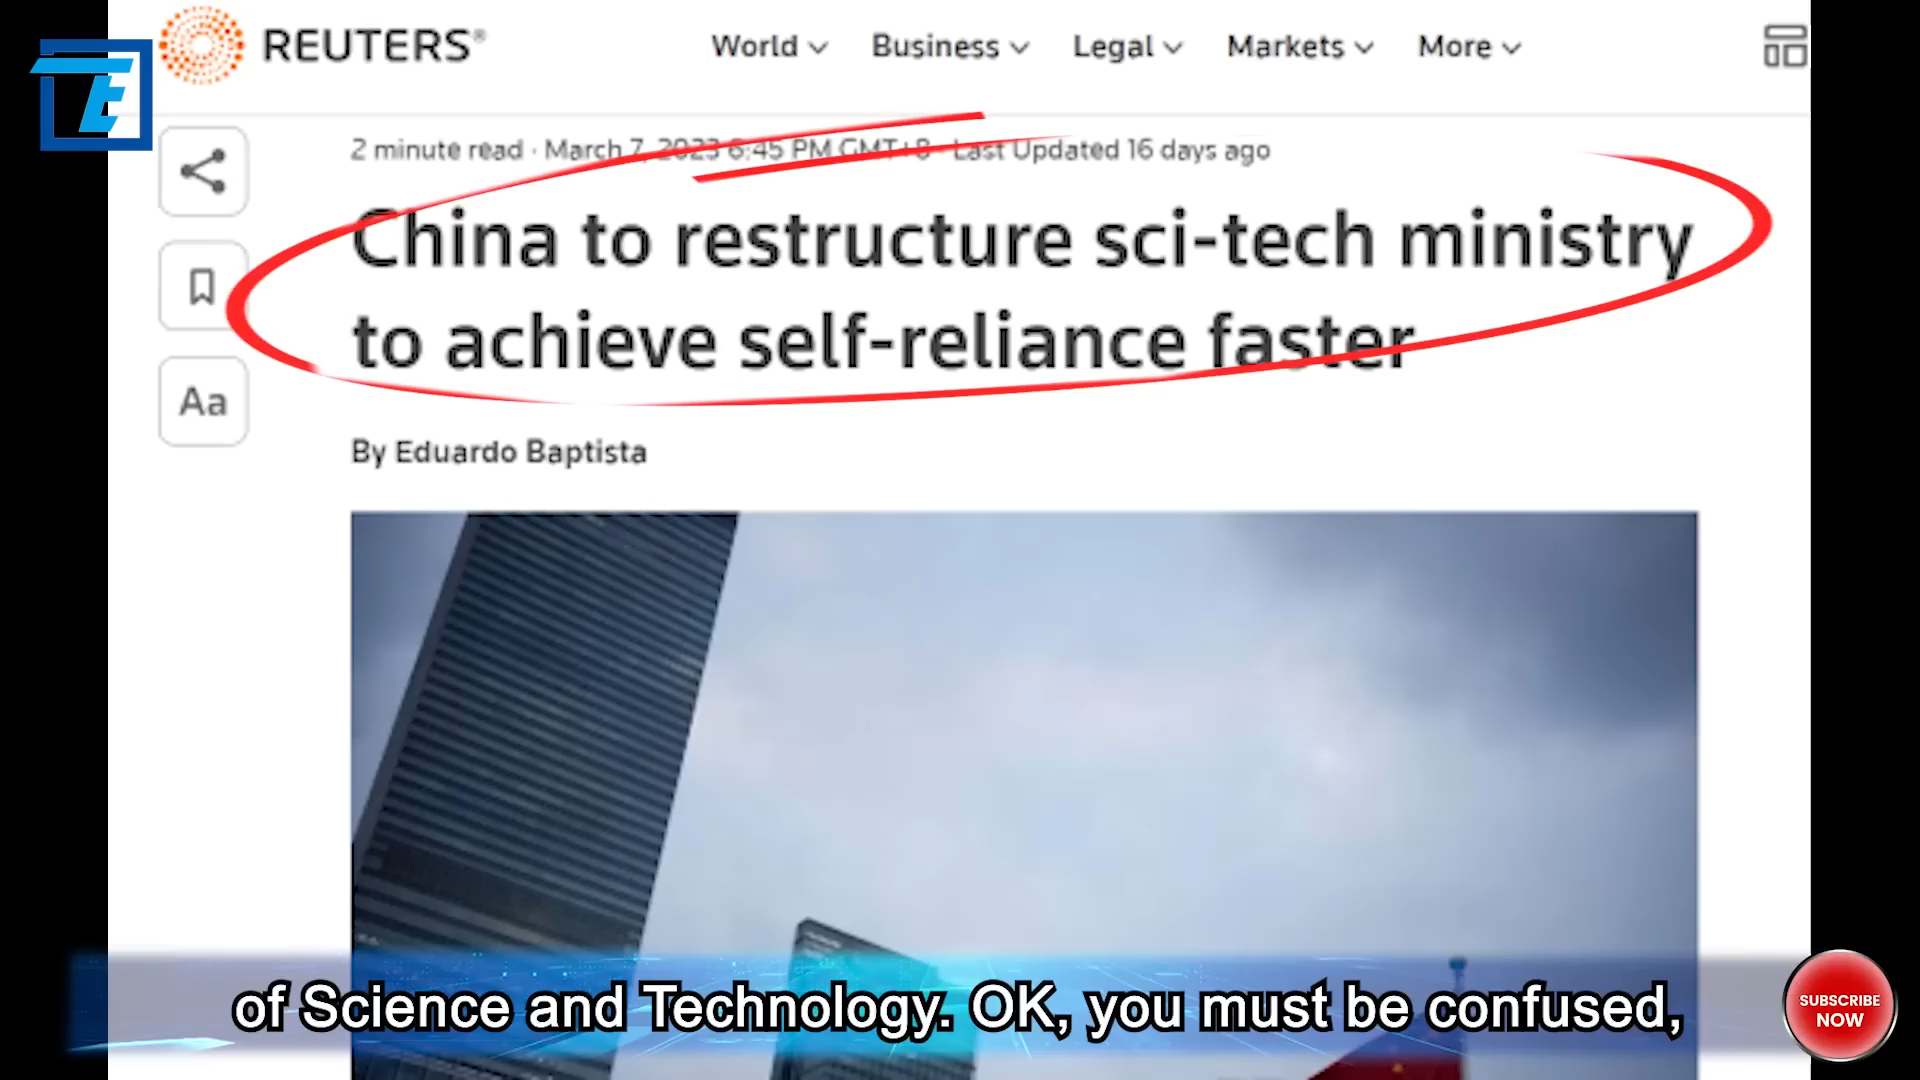 REUTERS®
World Business Legal Markets More
2 minute read · March 7, 2023 6:45 PM GMT+8 · Last Updated 16 days ago
China to restructure sci-tech ministry
to achieve self-reliance faster
Aa
By Eduardo Baptista
of Science and Technology. OK, you must be confused,
SUBSCRIBE
NOW